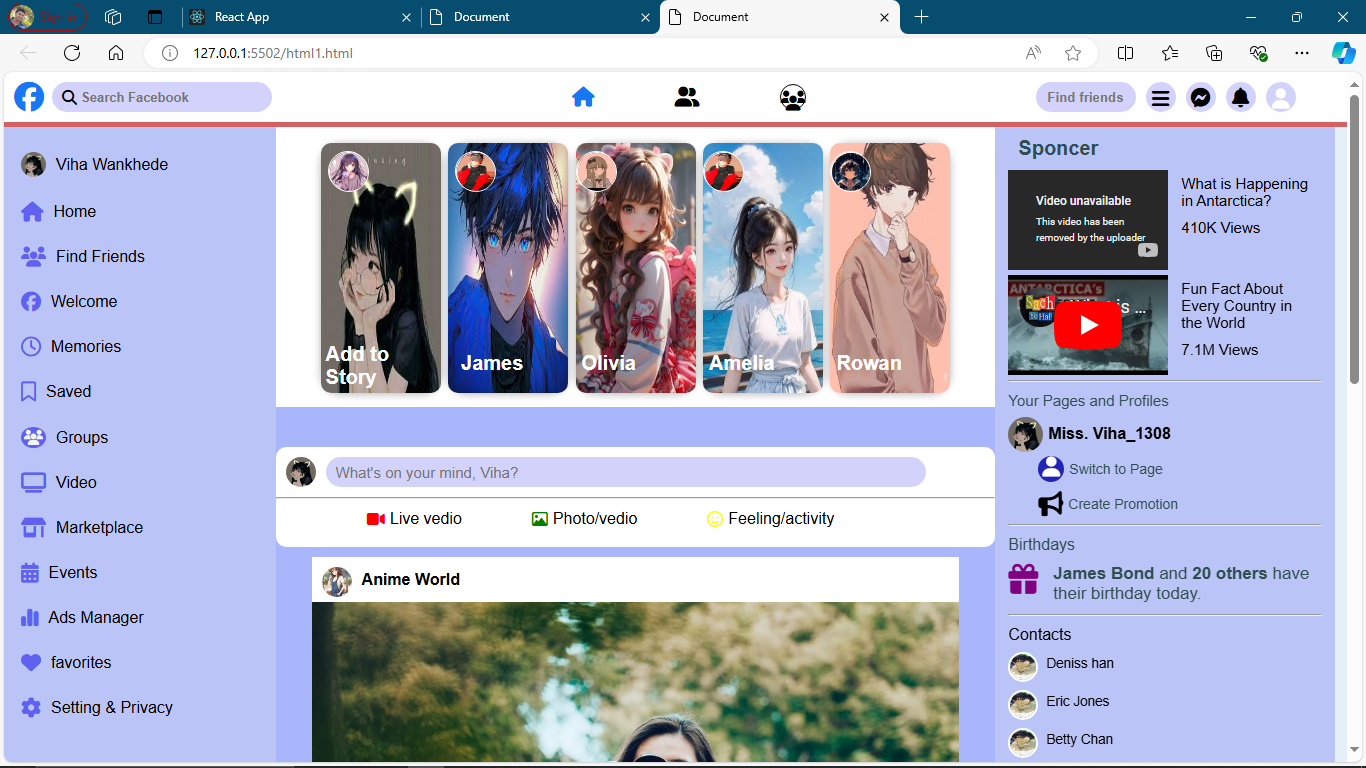 Sign in
React App
Document
Document
127.0.0.1:5502/html1.html
Search Facebook
Find friends
Viha Wankhede
Home
Find Friends
Welcome
Memories
Saved
Groups
Video
Marketplace
Events
Ads Manager
favorites
Setting & Privacy
Add to
Story
James
Olivia
Amelia
Rowan
What's on your mind, Viha?
Live vedio
Photo/vedio
Feeling/activity
Anime World
Sponcer
Video unavailable
This video has been
removed by the uploader
What is Happening
in Antarctica?
410K Views
ANTARCTICA's
Sach
Yo Hai!
is ...
Fun Fact About
Every Country in
the World
7.1M Views
Your Pages and Profiles
Miss. Viha_1308
Switch to Page
Create Promotion
Birthdays
James Bond and 20 others have
their birthday today.
Contacts
Deniss han
Eric Jones
Betty Chan